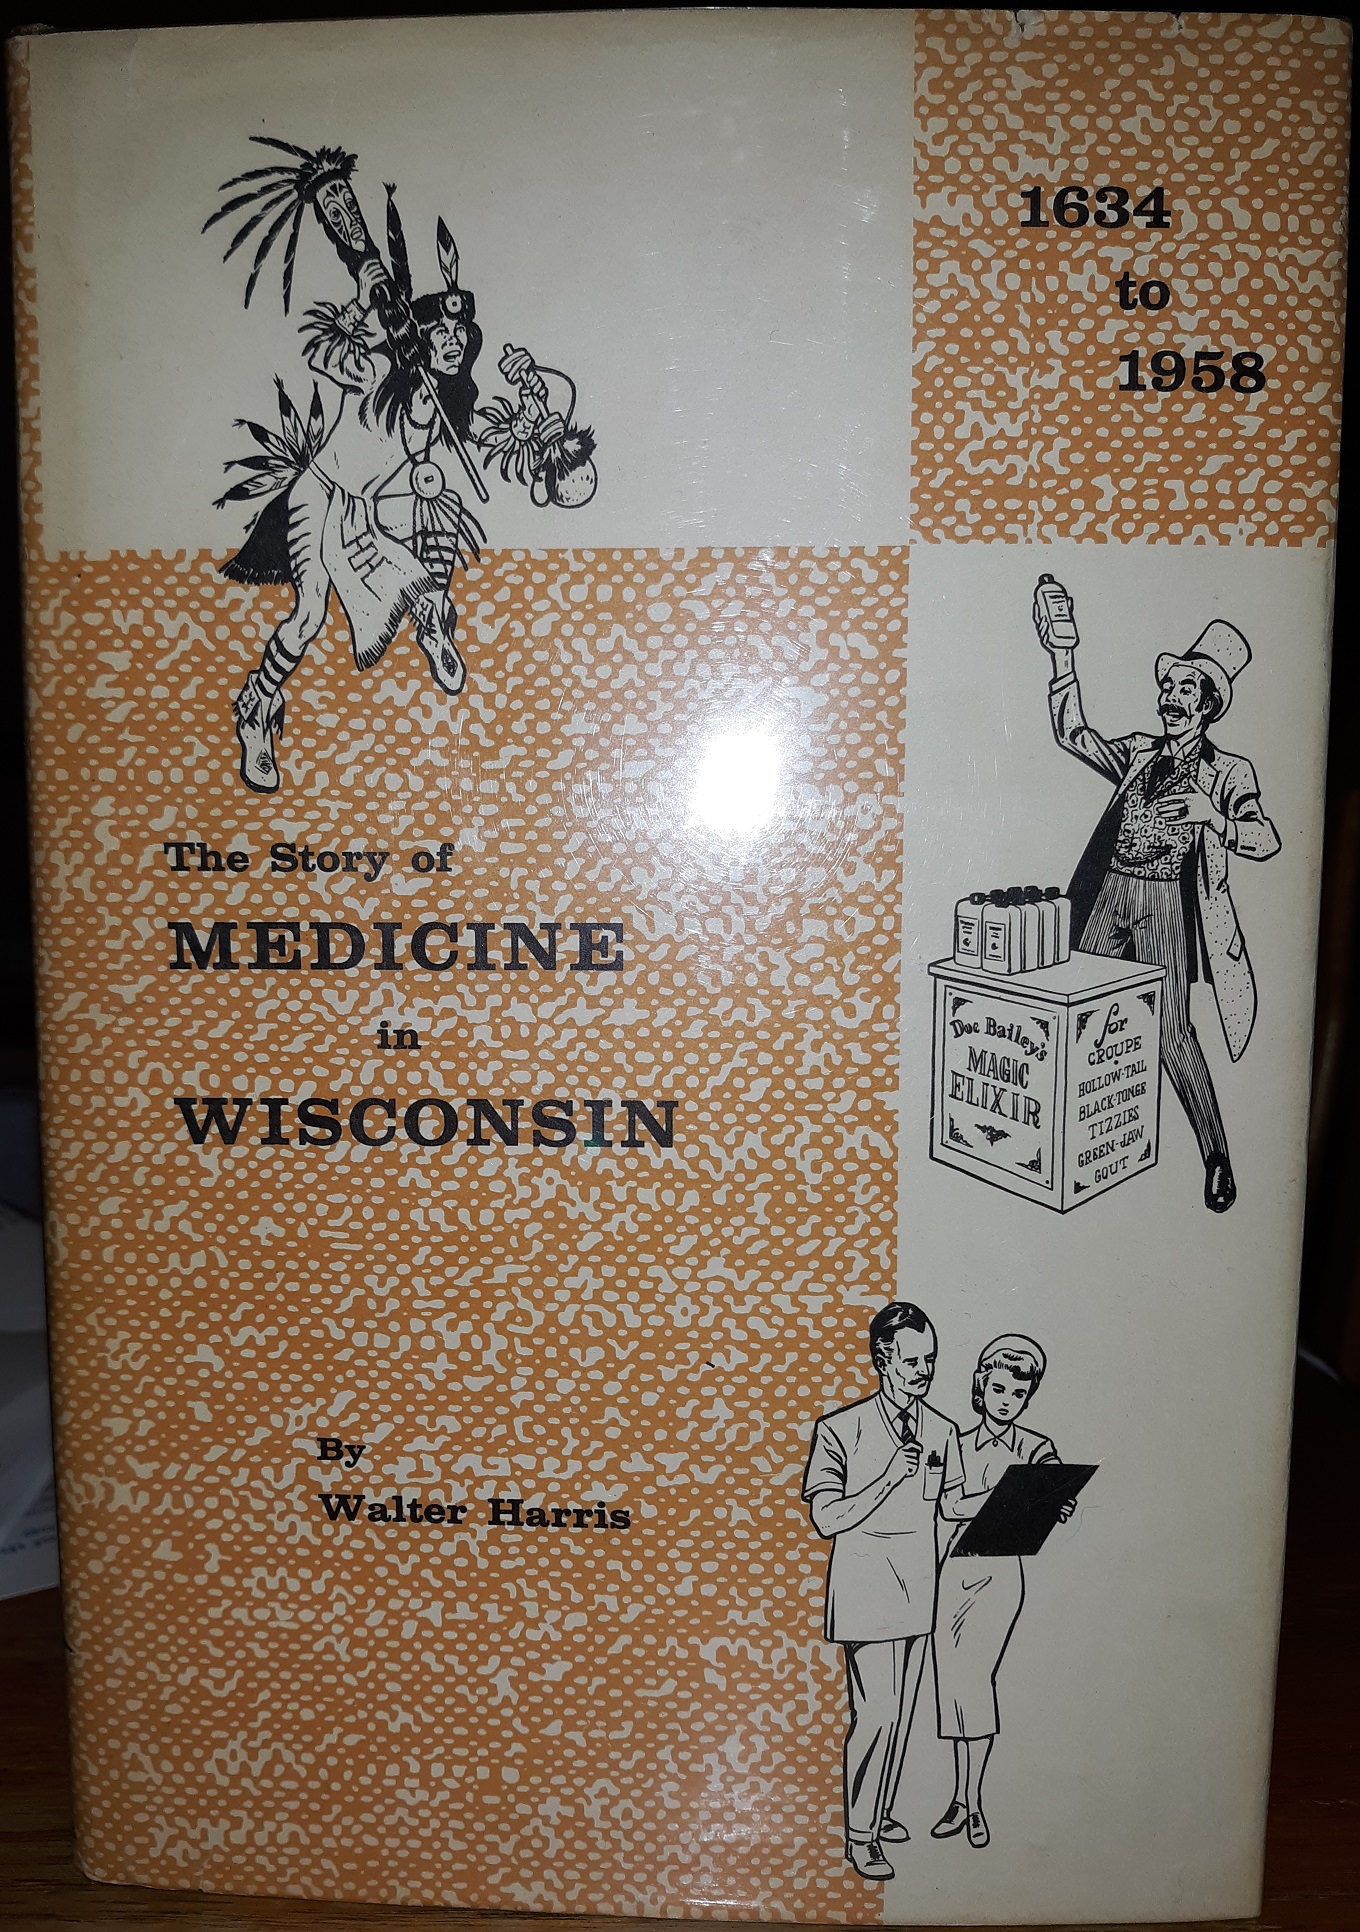 1634
to
1958
The Story of
MEDICINE
in
WISCONSIN
By
Walter Harris
Doc Bailey's
MAGIC
ELIXIR
for
CROUPE
HOLLOW-TAIL
BLACK-TONGE
TIZZIES
GREEN-JAW
GOUT